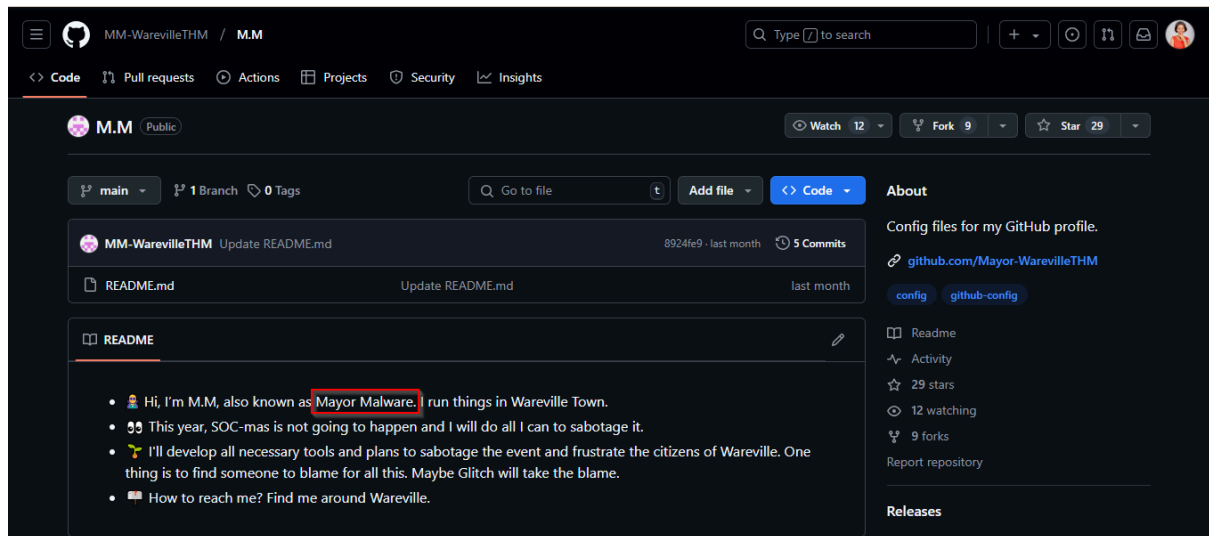 MM-WarevilleTHM / M.M
Type / to search
Code Pull requests Actions Projects Security Insights
M.M Public
Watch 12 Fork 9 Star 29
main 1 Branch 0 Tags
Go to file t Add file Code
About
Config files for my GitHub profile.
MM-WarevilleTHM Update README.md 8924fe9 · last month 5 Commits
github.com/Mayor-WarevilleTHM
README.md Update README.md last month
config github-config
README
Readme
Activity
29 stars
12 watching
9 forks
Report repository
Hi, I'm M.M, also known as Mayor Malware. I run things in Wareville Town.
This year, SOC-mas is not going to happen and I will do all I can to sabotage it.
I'll develop all necessary tools and plans to sabotage the event and frustrate the citizens of Wareville. One
thing is to find someone to blame for all this. Maybe Glitch will take the blame.
How to reach me? Find me around Wareville.
Releases